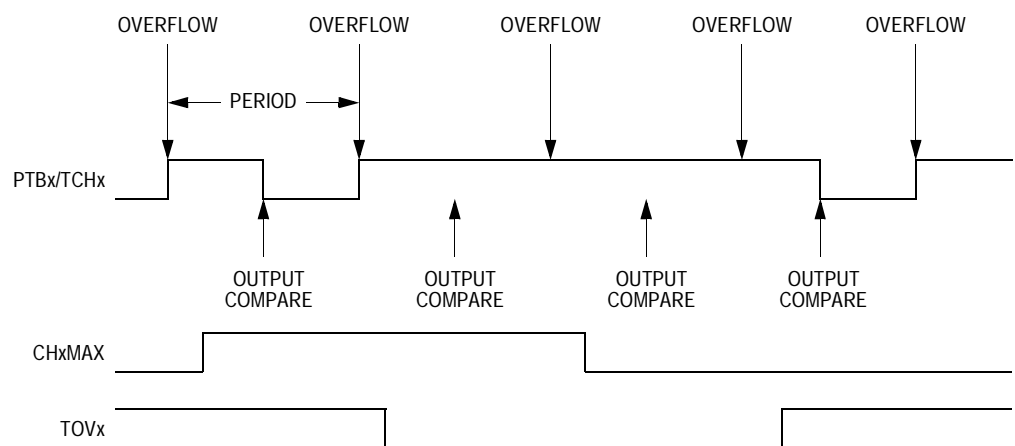 OVERFLOW OVERFLOW OVERFLOW OVERFLOW OVERFLOW
PERIOD
PTBx/TCHx
OUTPUT OUTPUT OUTPUT OUTPUT
COMPARE COMPARE COMPARE COMPARE
CHxMAX
TOVx